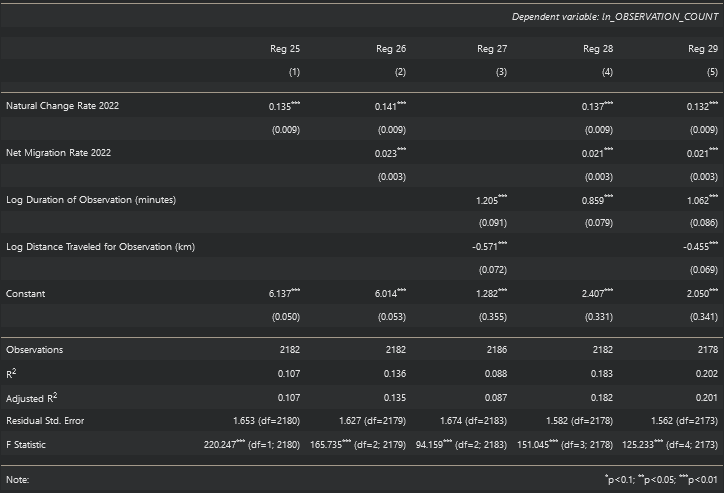 Dependent variable: ln_OBSERVATION_COUNT
Reg 25 Reg 26 Reg 27 Reg 28 Reg 29
(1) (2) (3) (4) (5)
Natural Change Rate 2022 0.135*** 0.141*** 0.137*** 0.132***
(0.009) (0.009) (0.009) (0.009)
Net Migration Rate 2022 0.023*** 0.021*** 0.021***
(0.003) (0.003) (0.003)
Log Duration of Observation (minutes) 1.205*** 0.859*** 1.062***
(0.091) (0.079) (0.086)
Log Distance Traveled for Observation (km) -0.571*** -0.455***
(0.072) (0.069)
Constant 6.137*** 6.014*** 1.282*** 2.407*** 2.050***
(0.050) (0.053) (0.355) (0.331) (0.341)
Observations 2182 2182 2186 2182 2178
R2 0.107 0.136 0.088 0.183 0.202
Adjusted R2 0.107 0.135 0.087 0.182 0.201
Residual Std. Error 1.653 (df=2180) 1.627 (df=2179) 1.674 (df=2183) 1.582 (df=2178) 1.562 (df=2173)
F Statistic 220.247*** (df=1; 2180) 165.735*** (df=2; 2179) 94.159*** (df=2; 2183) 151.045*** (df=3; 2178) 125.233*** (df=4; 2173)
Note: *p<0.1; **p<0.05; ***p<0.01